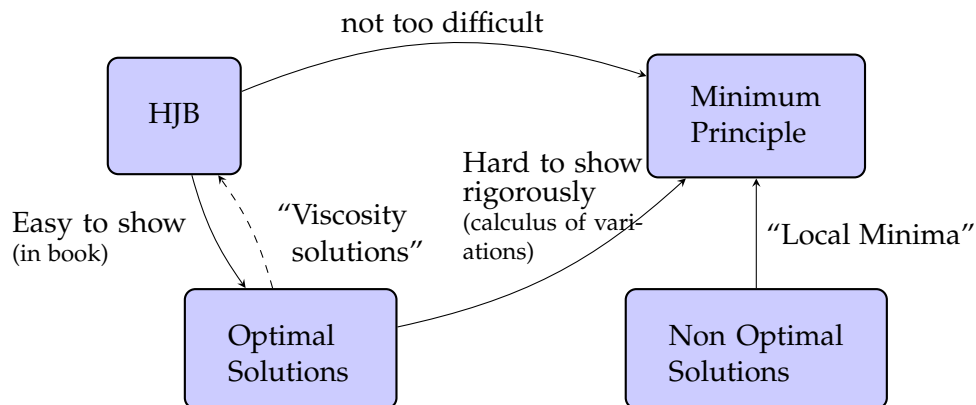 not too difficult
HJB
Minimum
Principle
Hard to show
rigorously
(calculus of vari-
ations)
Easy to show
(in book)
“Viscosity
solutions”
“Local Minima”
Optimal
Solutions
Non Optimal
Solutions